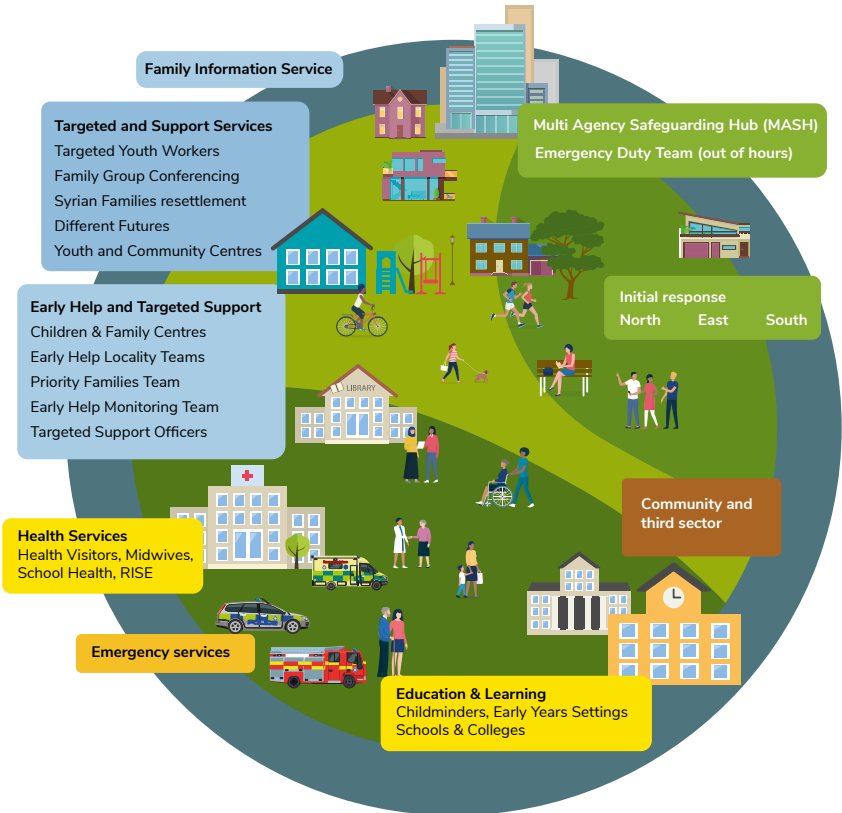 Family Information Service
Targeted and Support Services
Targeted Youth Workers
Family Group Conferencing
Syrian Families resettlement
Different Futures
Youth and Community Centres
Multi Agency Safeguarding Hub (MASH)
Emergency Duty Team (out of hours)
Initial response
North East South
Early Help and Targeted Support
Children & Family Centres
Early Help Locality Teams
Priority Families Team
Early Help Monitoring Team
Targeted Support Officers
LIBRARY
Community and
third sector
Health Services
Health Visitors, Midwives,
School Health, RISE
Emergency services
Education & Learning
Childminders, Early Years Settings
Schools & Colleges